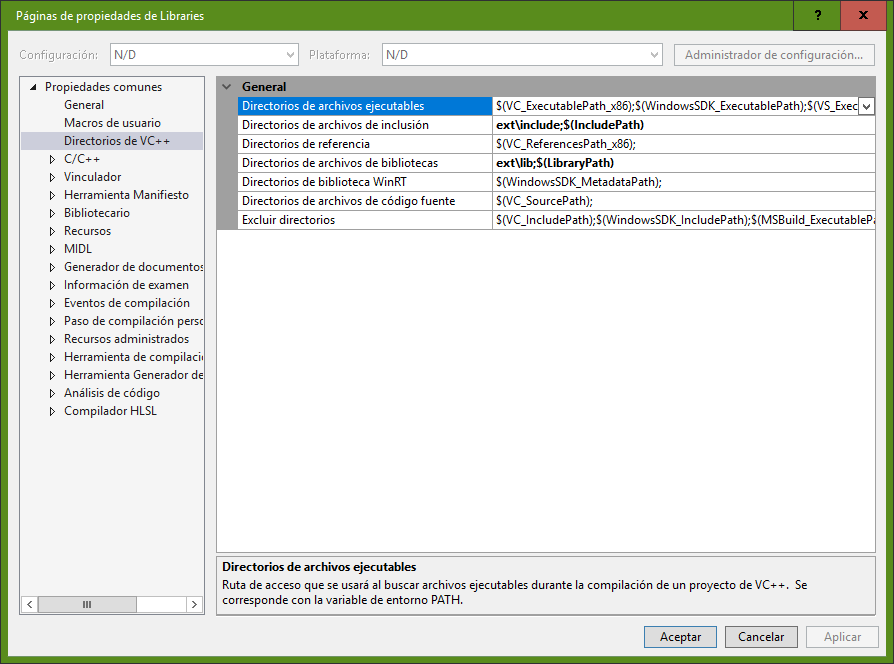 Páginas de propiedades de Libraries
? x
Configuración: N/D Plataforma: N/D Administrador de configuración...
Propiedades comunes
General
Macros de usuario
Directorios de VC++
C/C++
Vinculador
Herramienta Manifiesto
Bibliotecario
Recursos
MIDL
Generador de documentos
Información de examen
Eventos de compilación
Paso de compilación perso
Recursos administrados
Herramienta de compilació
Herramienta Generador de
Análisis de código
Compilador HLSL
General
Directorios de archivos ejecutables $(VC_ExecutablePath_x86);$(WindowsSDK_ExecutablePath);$(VS_Exec
Directorios de archivos de inclusión ext\include;$(IncludePath)
Directorios de referencia $(VC_ReferencesPath_x86);
Directorios de archivos de bibliotecas ext\lib;$(LibraryPath)
Directorios de biblioteca WinRT $(WindowsSDK_MetadataPath);
Directorios de archivos de código fuente $(VC_SourcePath);
Excluir directorios $(VC_IncludePath);$(WindowsSDK_IncludePath);$(MSBuild_ExecutablePa
Directorios de archivos ejecutables
Ruta de acceso que se usará al buscar archivos ejecutables durante la compilación de un proyecto de VC++. Se
corresponde con la variable de entorno PATH.
Aceptar Cancelar Aplicar